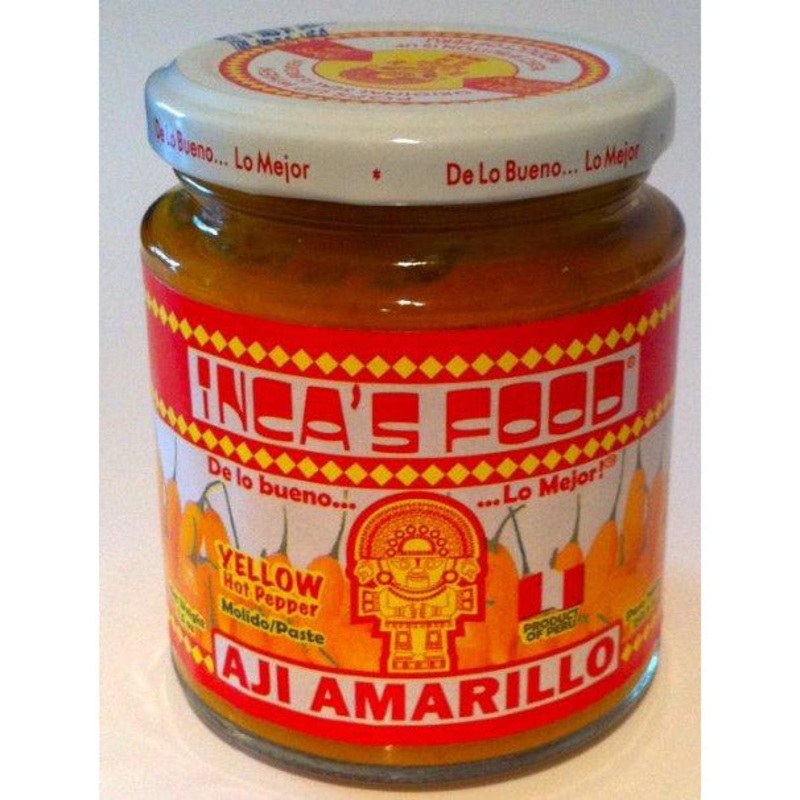 De Lo Bueno... Lo Mejor * De Lo Bueno... Lo Mejor
INCA'S FOOD®
De lo bueno... ...Lo Mejor!®
YELLOW
Hot Pepper
Molido/Paste
PRODUCT
OF PERU
AJI AMARILLO